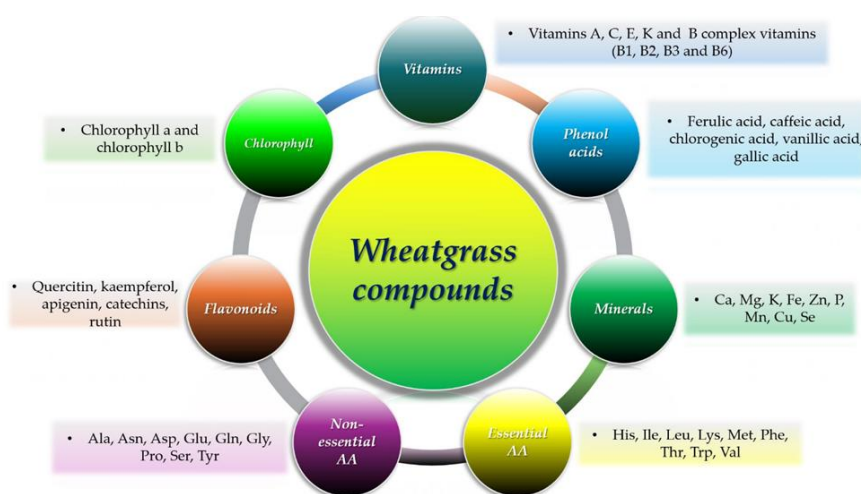 Wheatgrass
compounds
Vitamins
• Vitamins A, C, E, K and B complex vitamins
(B1, B2, B3 and B6)
Phenol
acids
• Ferulic acid, caffeic acid,
chlorogenic acid, vanillic acid,
gallic acid
Minerals
• Ca, Mg, K, Fe, Zn, P,
Mn, Cu, Se
Essential
AA
• His, Ile, Leu, Lys, Met, Phe,
Thr, Trp, Val
Non-
essential
AA
• Ala, Asn, Asp, Glu, Gln, Gly,
Pro, Ser, Tyr
Flavonoids
• Quercitin, kaempferol,
apigenin, catechins,
rutin
Chlorophyll
• Chlorophyll a and
chlorophyll b